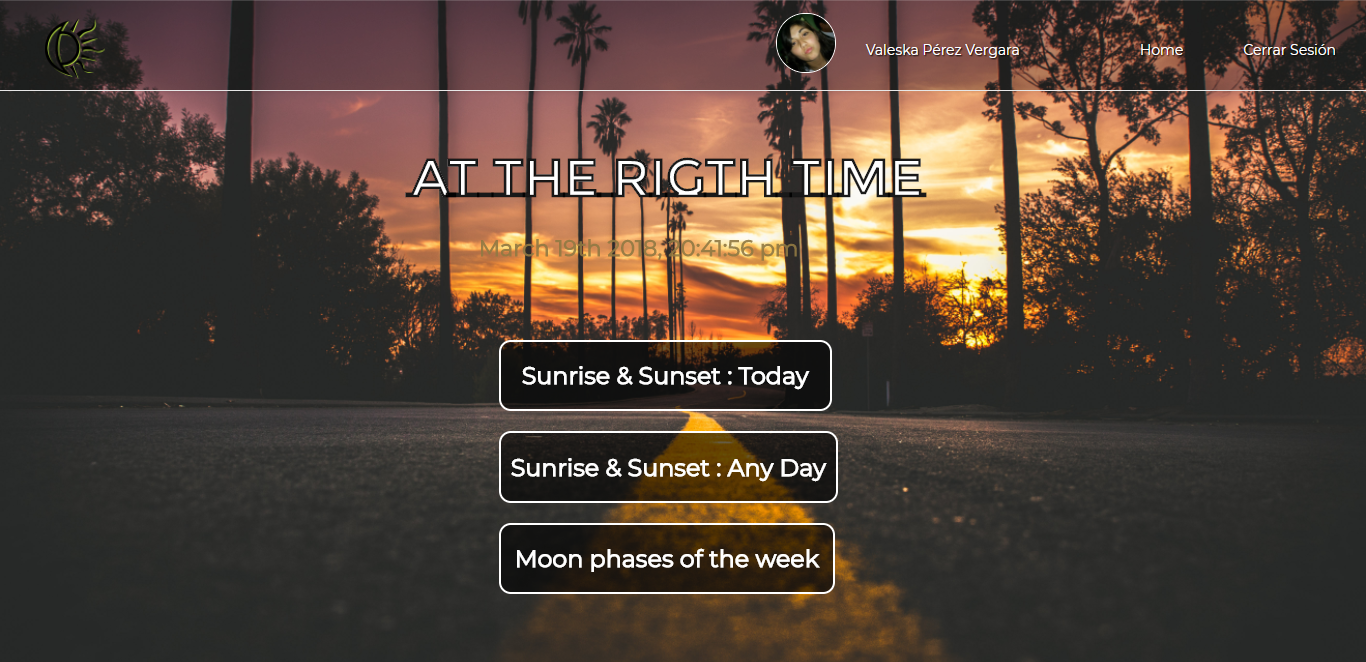 Valeska Pérez Vergara
Home
Cerrar Sesión
AT THE RIGTH TIME
March 19th 2018, 20:41:56 pm
Sunrise & Sunset : Today
Sunrise & Sunset : Any Day
Moon phases of the week